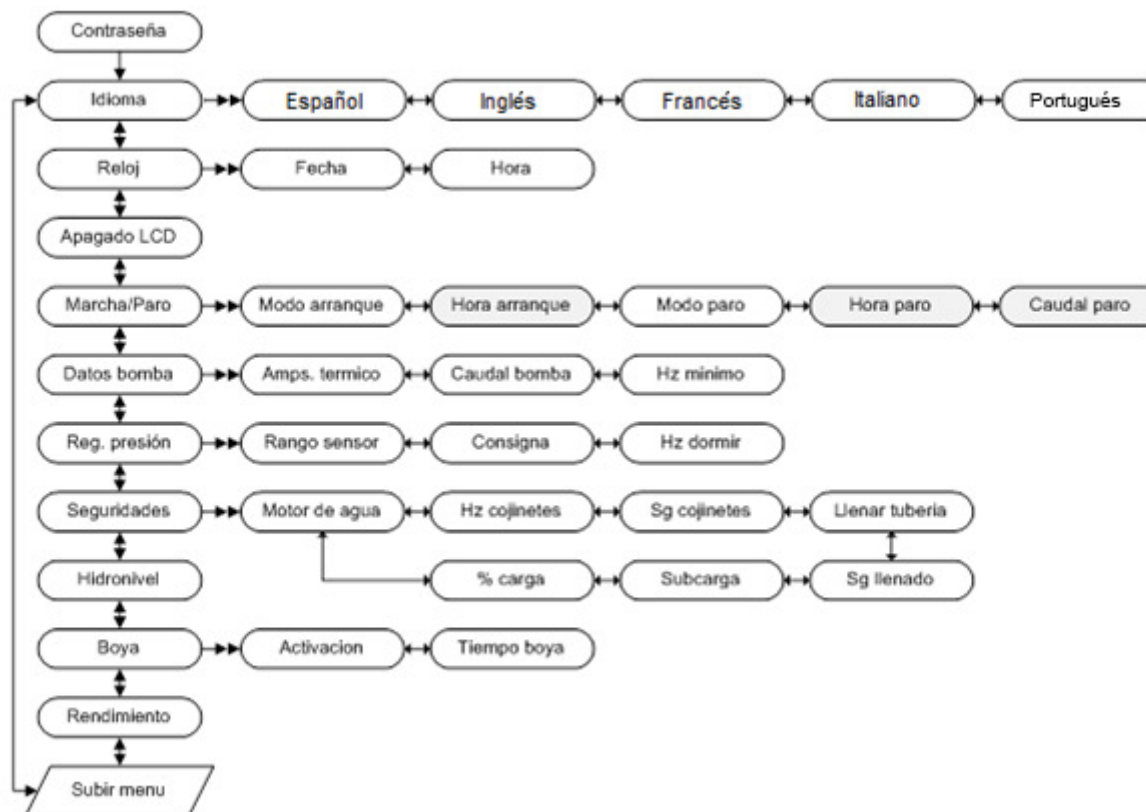 Contraseña
Idioma
Español
Inglés
Francés
Italiano
Portugués
Reloj
Fecha
Hora
Apagado LCD
Marcha/Paro
Modo arranque
Hora arranque
Modo paro
Hora paro
Caudal paro
Datos bomba
Amps. termico
Caudal bomba
Hz minimo
Reg. presión
Rango sensor
Consigna
Hz dormir
Seguridades
Motor de agua
Hz cojinetes
Sg cojinetes
Llenar tuberia
Hidronivel
% carga
Subcarga
Sg llenado
Boya
Activacion
Tiempo boya
Rendimiento
Subir menu